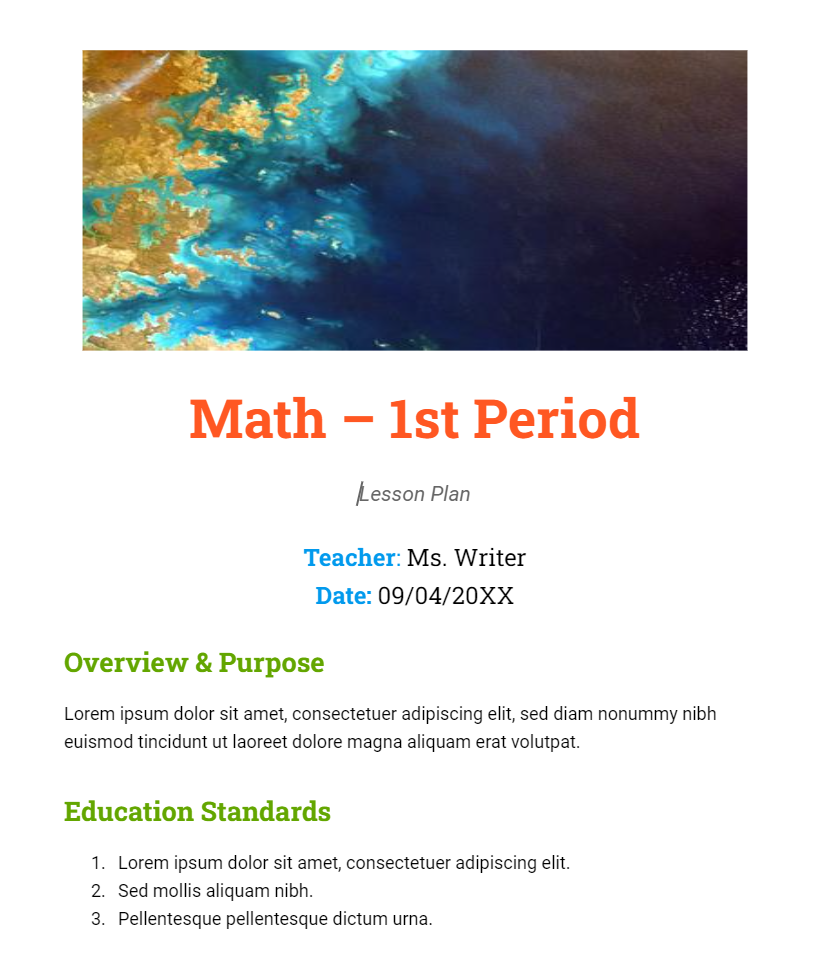 Math – 1st Period
Lesson Plan
Teacher: Ms. Writer
Date: 09/04/20XX
Overview & Purpose
Lorem ipsum dolor sit amet, consectetuer adipiscing elit, sed diam nonummy nibh
euismod tincidunt ut laoreet dolore magna aliquam erat volutpat.
Education Standards
1. Lorem ipsum dolor sit amet, consectetuer adipiscing elit.
2. Sed mollis aliquam nibh.
3. Pellentesque pellentesque dictum urna.